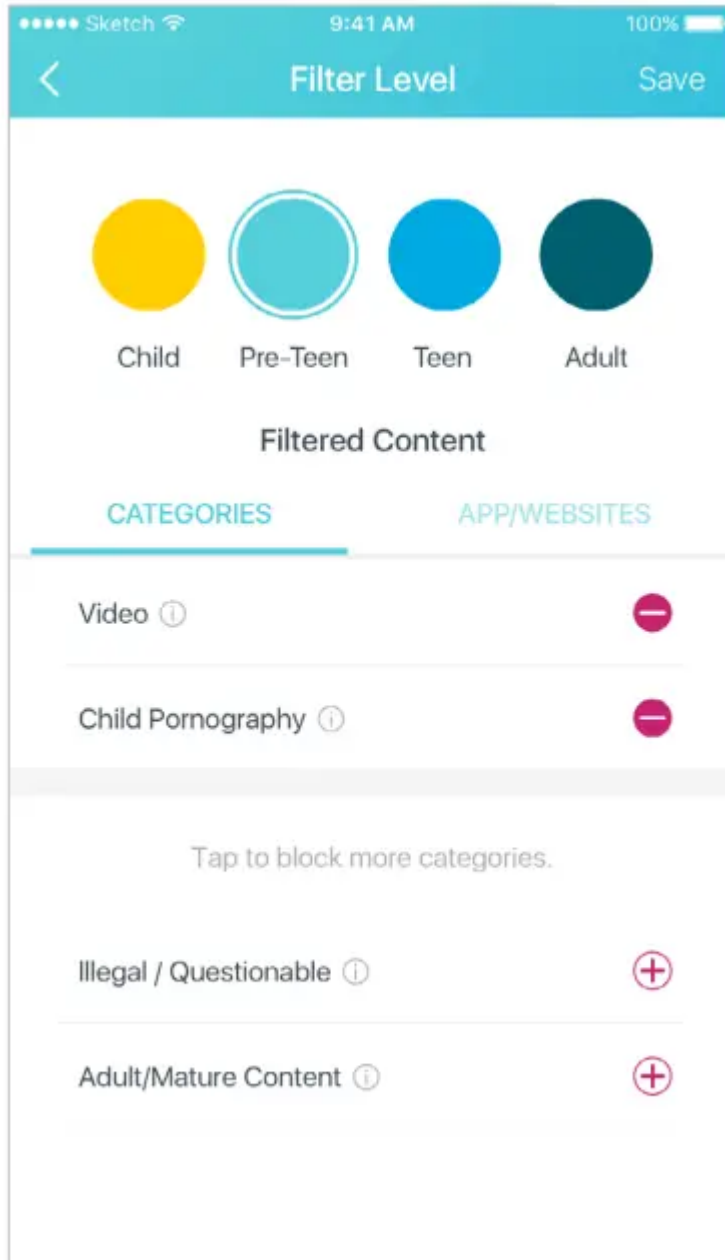 Sketch 9:41 AM 100%
Filter Level Save
Child Pre-Teen Teen Adult
Filtered Content
CATEGORIES APP/WEBSITES
Video
Child Pornography
Tap to block more categories.
Illegal / Questionable
Adult/Mature Content